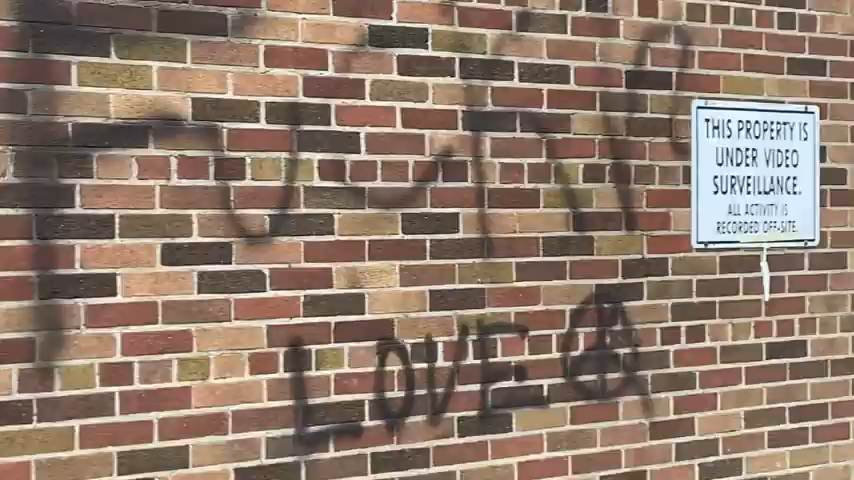 LOVE
THIS PROPERTY IS
UNDER VIDEO
SURVEILLANCE.
ALL ACTIVITY IS
RECORDED OFF-SITE.